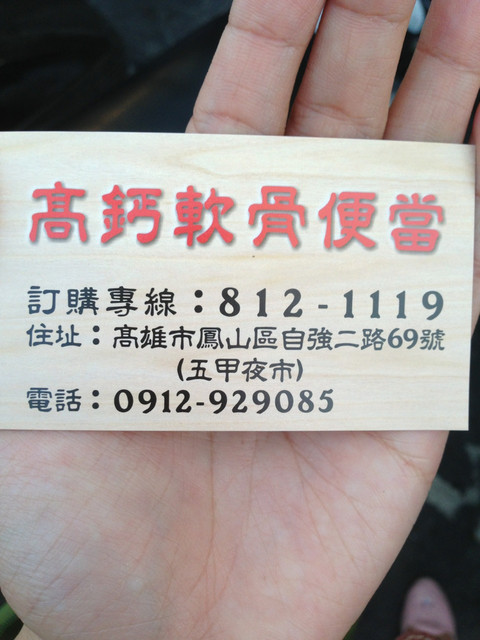 高鈣軟骨便當
訂購專線：812-1119
住址：高雄市鳳山區自強二路69號
(五甲夜市)
電話：0912-929085